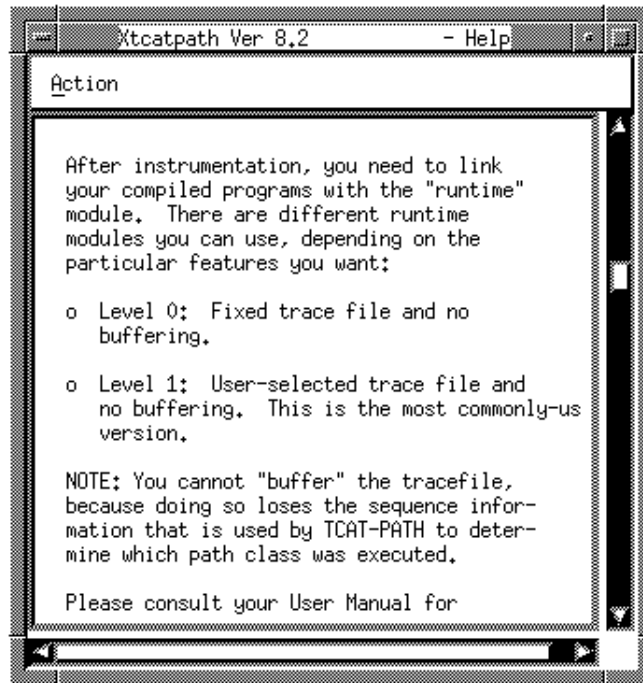 Xtcatpath Ver 8.2 - Help
Action
After instrumentation, you need to link
your compiled programs with the "runtime"
module. There are different runtime
modules you can use, depending on the
particular features you want:
o Level 0: Fixed trace file and no
buffering.
o Level 1: User-selected trace file and
no buffering. This is the most commonly-us
version.
NOTE: You cannot "buffer" the tracefile,
because doing so loses the sequence infor-
mation that is used by TCAT-PATH to deter-
mine which path class was executed.
Please consult your User Manual for